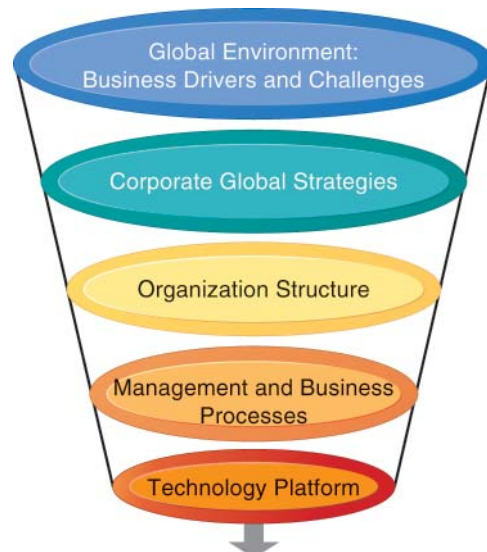 Global Environment:
Business Drivers and Challenges
Corporate Global Strategies
Organization Structure
Management and Business
Processes
Technology Platform